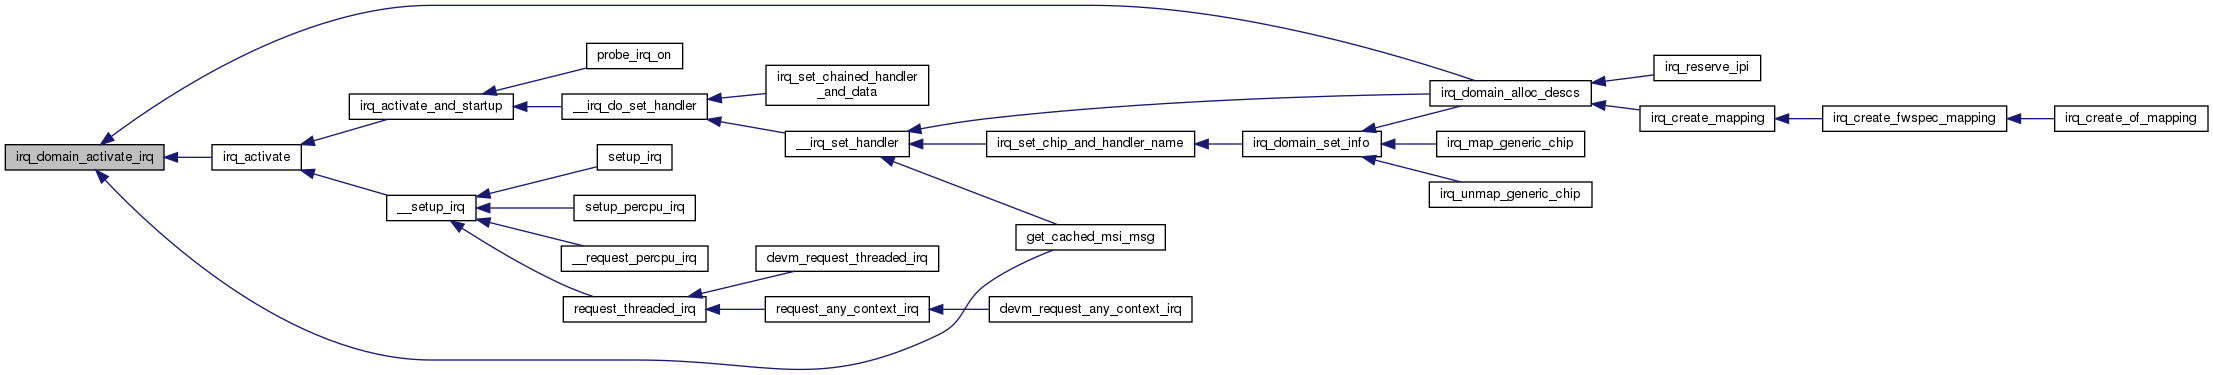 irq_domain_activate_irq
irq_activate
irq_activate_and_startup
probe_irq_on
__irq_do_set_handler
irq_set_chained_handler
_and_data
__irq_set_handler
irq_domain_alloc_descs
irq_reserve_ipi
irq_create_mapping
irq_create_fwspec_mapping
irq_create_of_mapping
irq_set_chip_and_handler_name
irq_domain_set_info
irq_map_generic_chip
irq_unmap_generic_chip
get_cached_msi_msg
__setup_irq
setup_irq
setup_percpu_irq
__request_percpu_irq
request_threaded_irq
devm_request_threaded_irq
request_any_context_irq
devm_request_any_context_irq